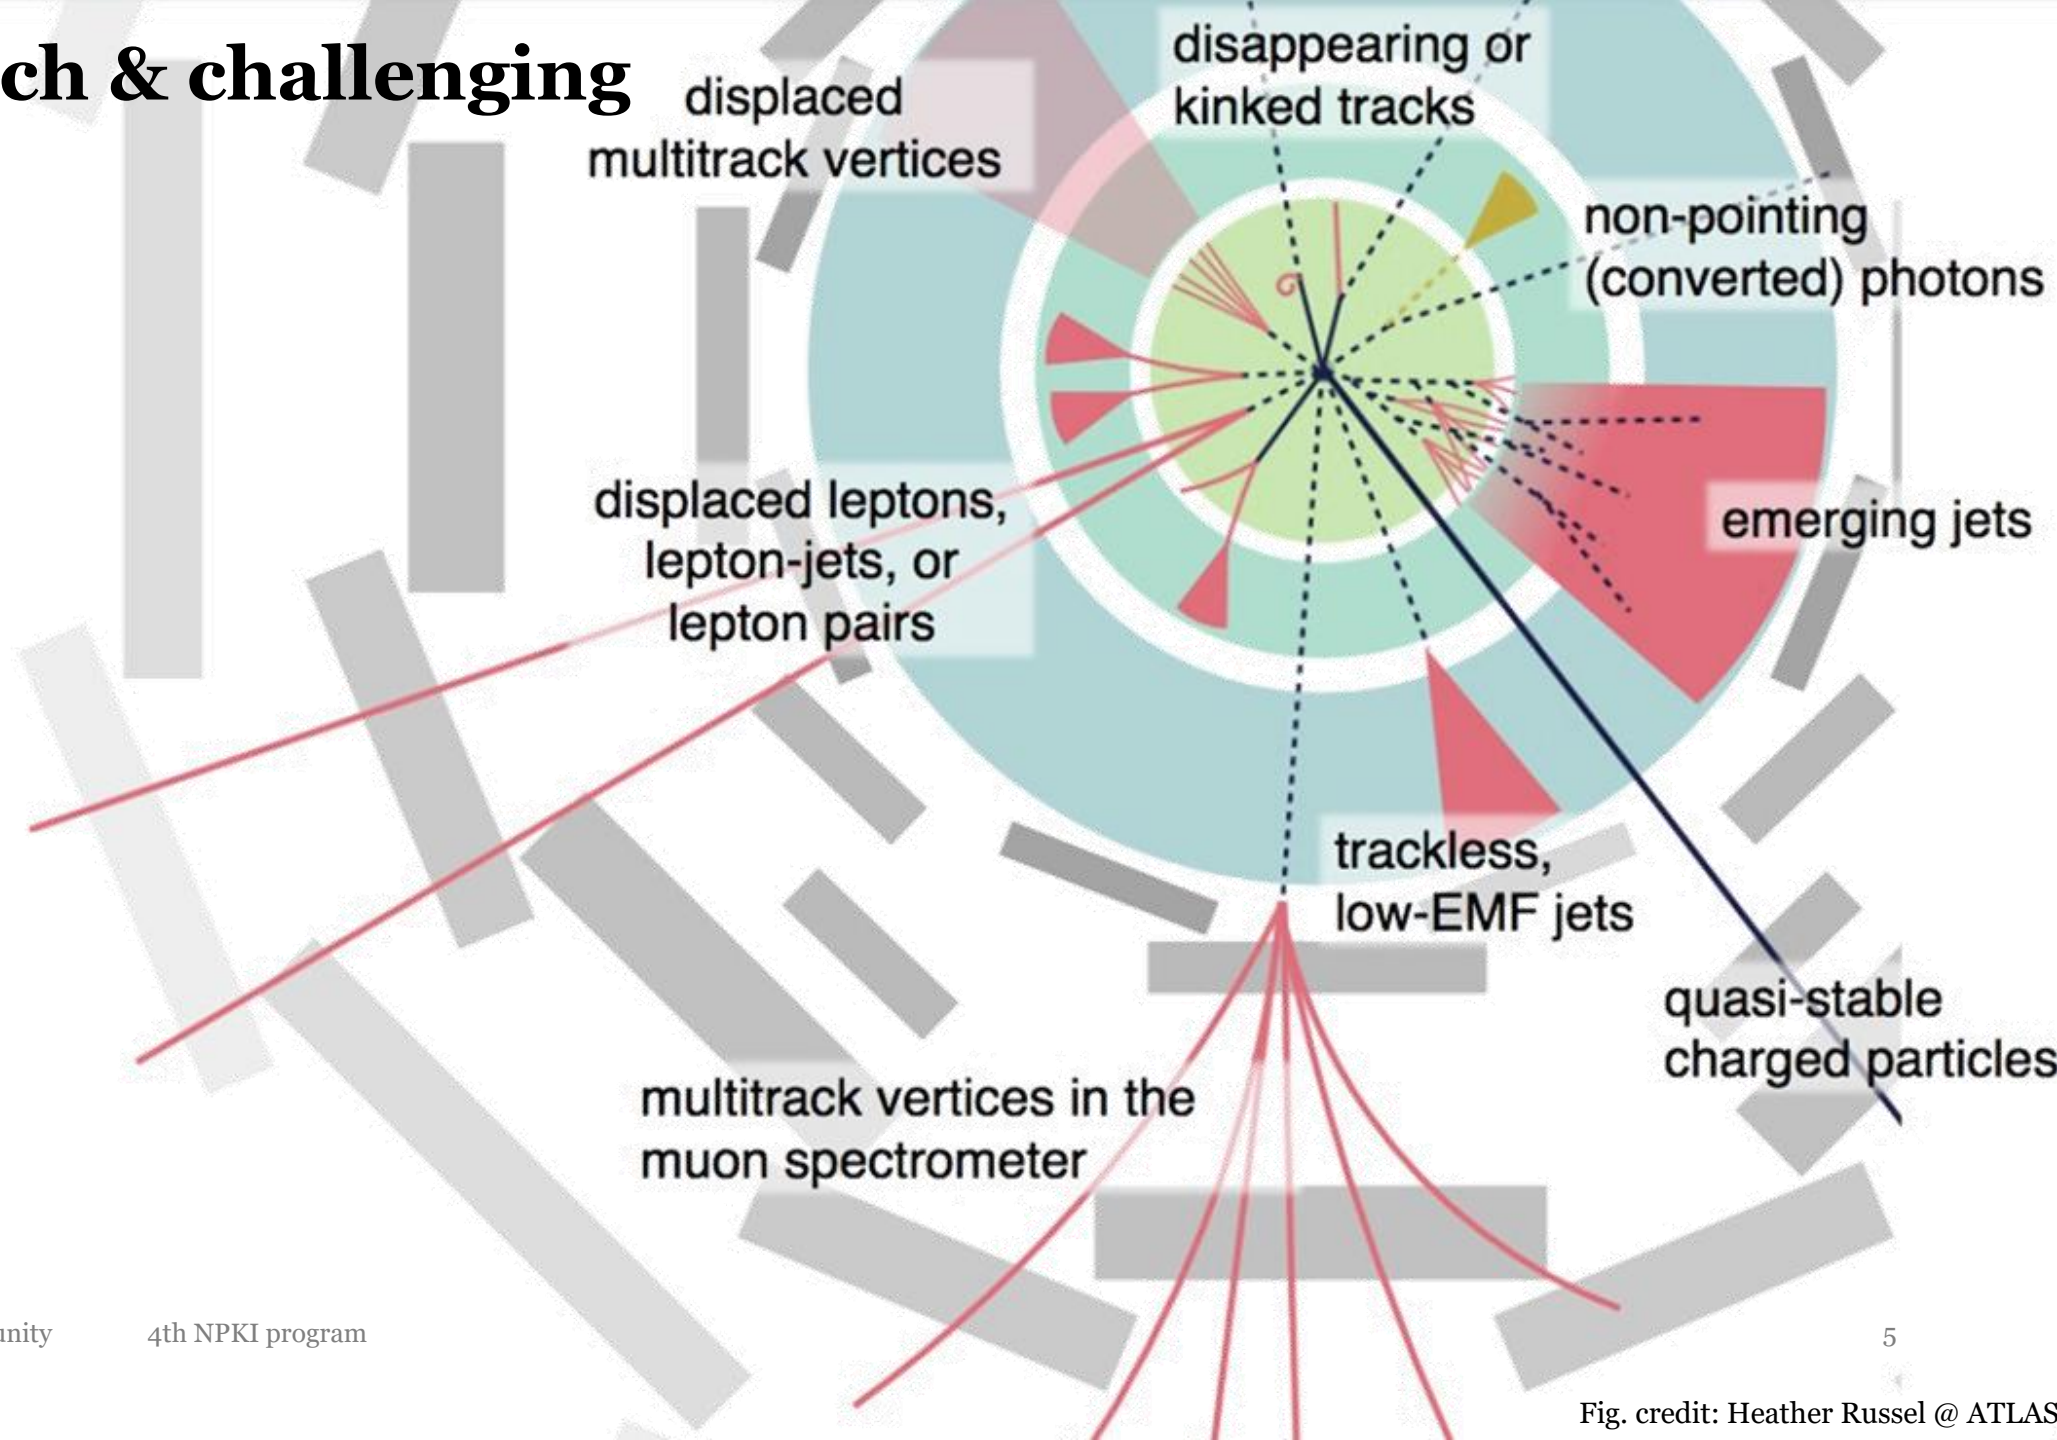 ch & challenging
displaced
multitrack vertices
disappearing or
kinked tracks
non-pointing
(converted) photons
displaced leptons,
lepton-jets, or
lepton pairs
emerging jets
trackless,
low-EMF jets
quasi-stable
charged particles
multitrack vertices in the
muon spectrometer
unity 4th NPKI program 5
Fig. credit: Heather Russel @ ATLAS